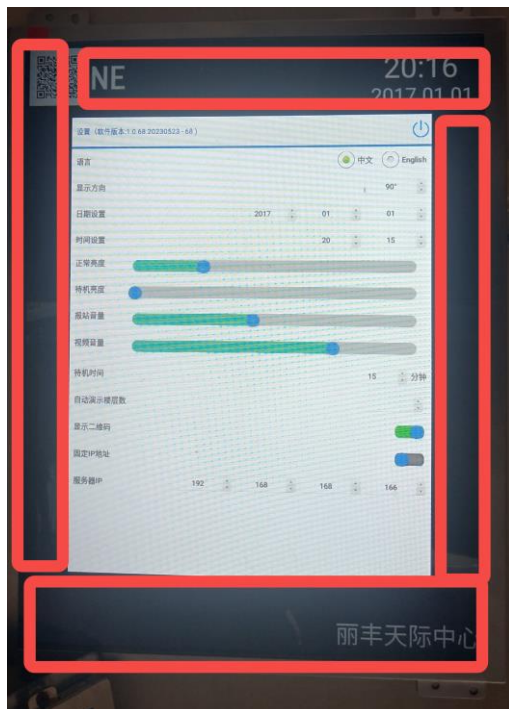 NE
20:16
2017.01.01
设置（软件版本:1.0.68.20230523 - 68）
语言 中文 English
显示方向 90°
日期设置 2017 01 01
时间设置 20 15
正常亮度
待机亮度
报站音量
视频音量
待机时间 15 分钟
自动演示楼层数
显示二维码
固定IP地址
服务器IP 192 168 168 166
丽丰天际中心